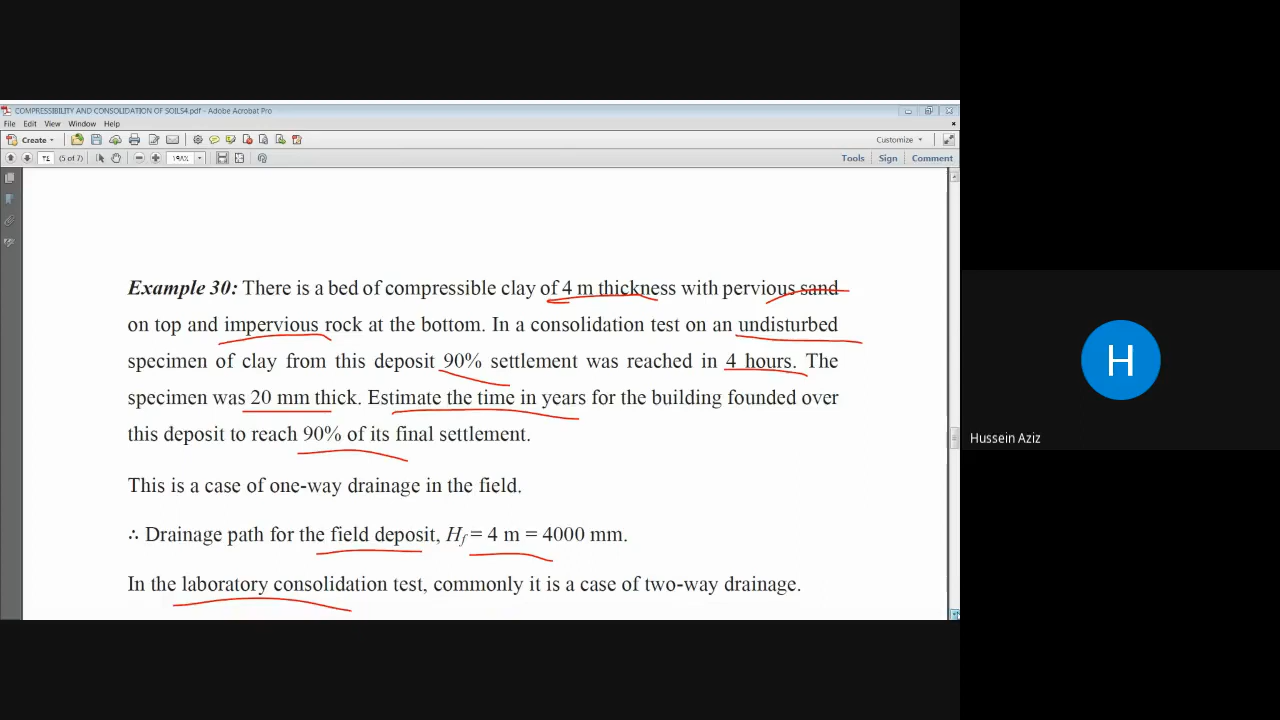 COMPRESSIBILITY AND CONSOLIDATION OF SOILS4.pdf - Adobe Acrobat Pro
File Edit View Window Help
Create Customize
٣٤ (5 of 7) ١٩٨٪ Tools Sign Comment
Example 30: There is a bed of compressible clay of 4 m thickness with pervious sand
on top and impervious rock at the bottom. In a consolidation test on an undisturbed
specimen of clay from this deposit 90% settlement was reached in 4 hours. The
specimen was 20 mm thick. Estimate the time in years for the building founded over
this deposit to reach 90% of its final settlement.
This is a case of one-way drainage in the field.
∴ Drainage path for the field deposit, Hf = 4 m = 4000 mm.
In the laboratory consolidation test, commonly it is a case of two-way drainage.
H
Hussein Aziz